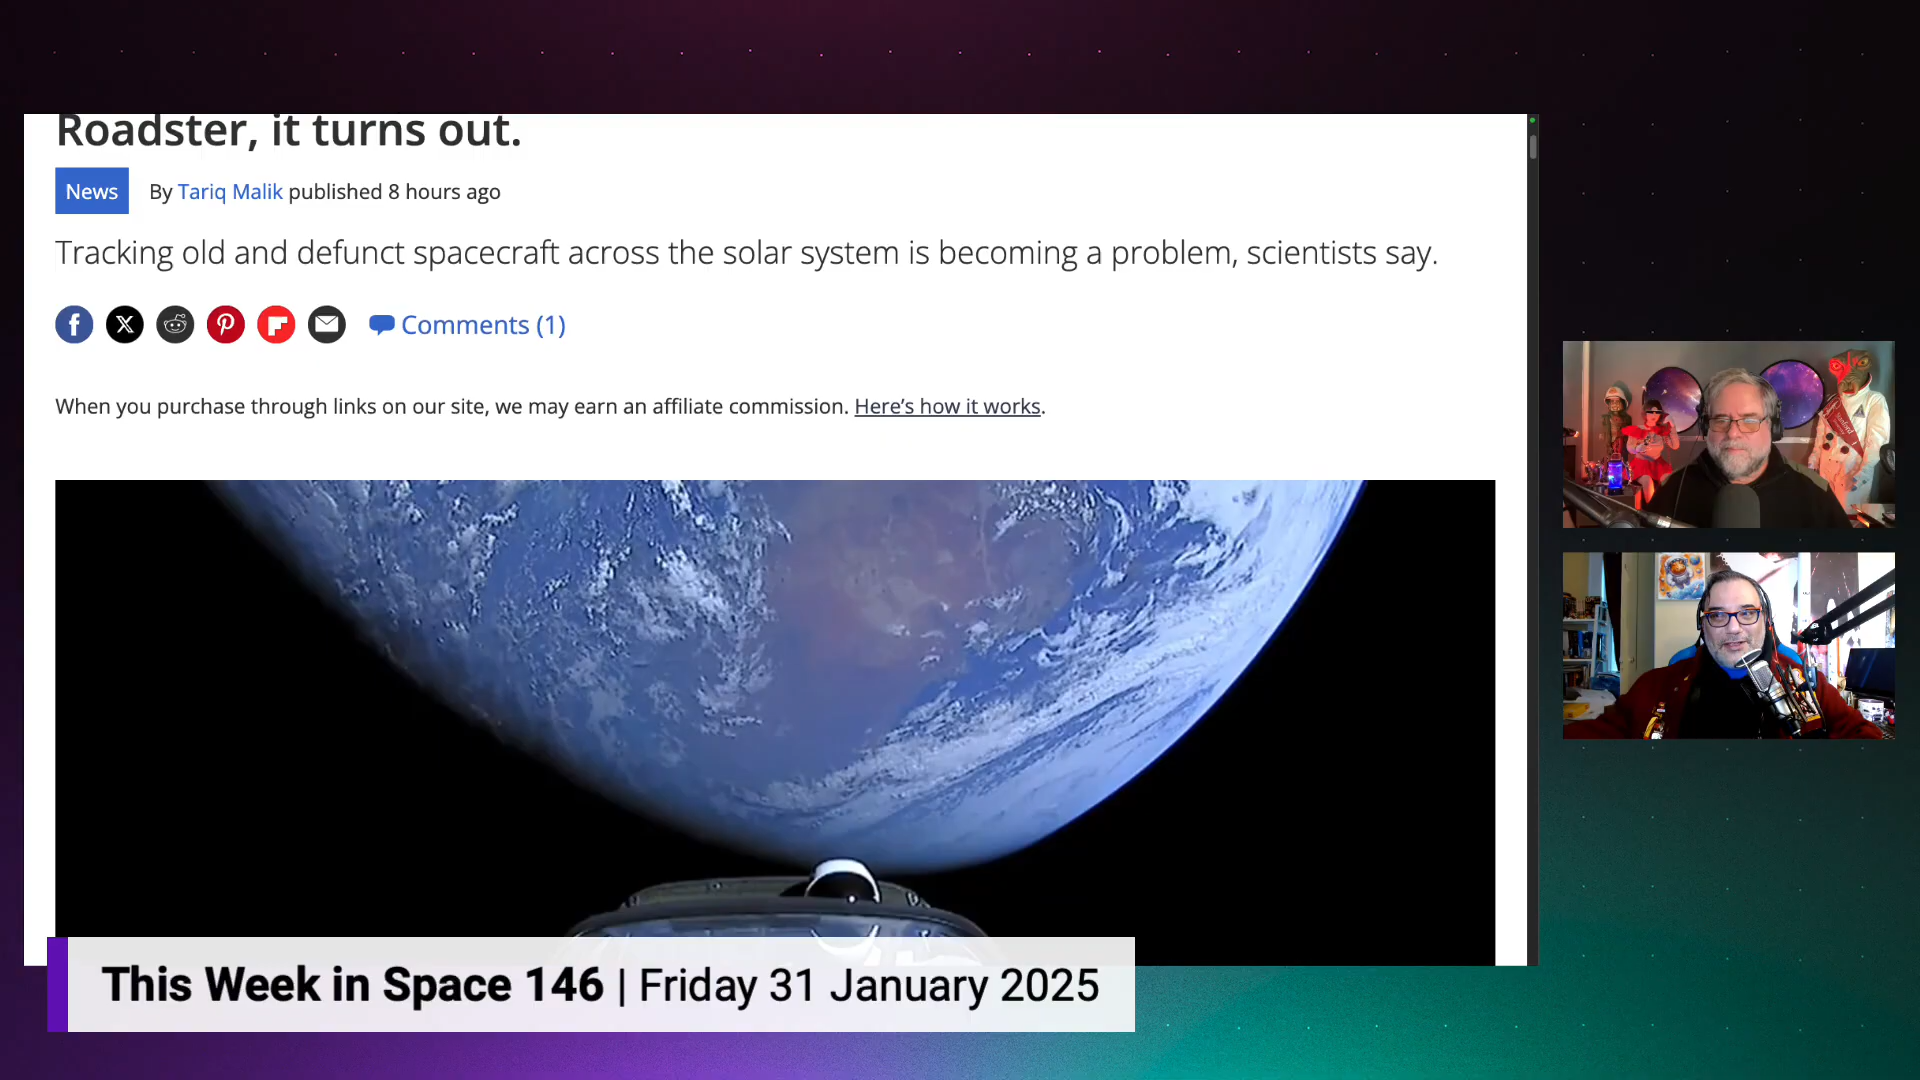 Roadster, it turns out.
News By Tariq Malik published 8 hours ago
Tracking old and defunct spacecraft across the solar system is becoming a problem, scientists say.
Comments (1)
When you purchase through links on our site, we may earn an affiliate commission. Here’s how it works.
Stanford
This Week in Space 146 | Friday 31 January 2025